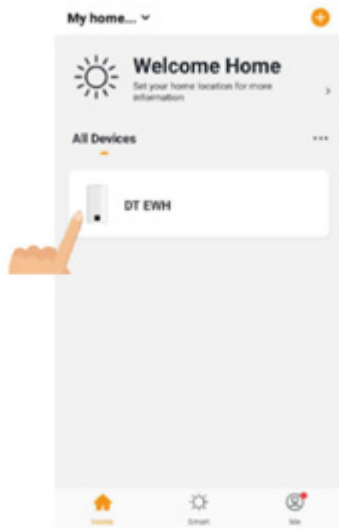 My home...
Welcome Home
Set your home location for more
information
All Devices
...
DT EWH
Home
Smart
Me